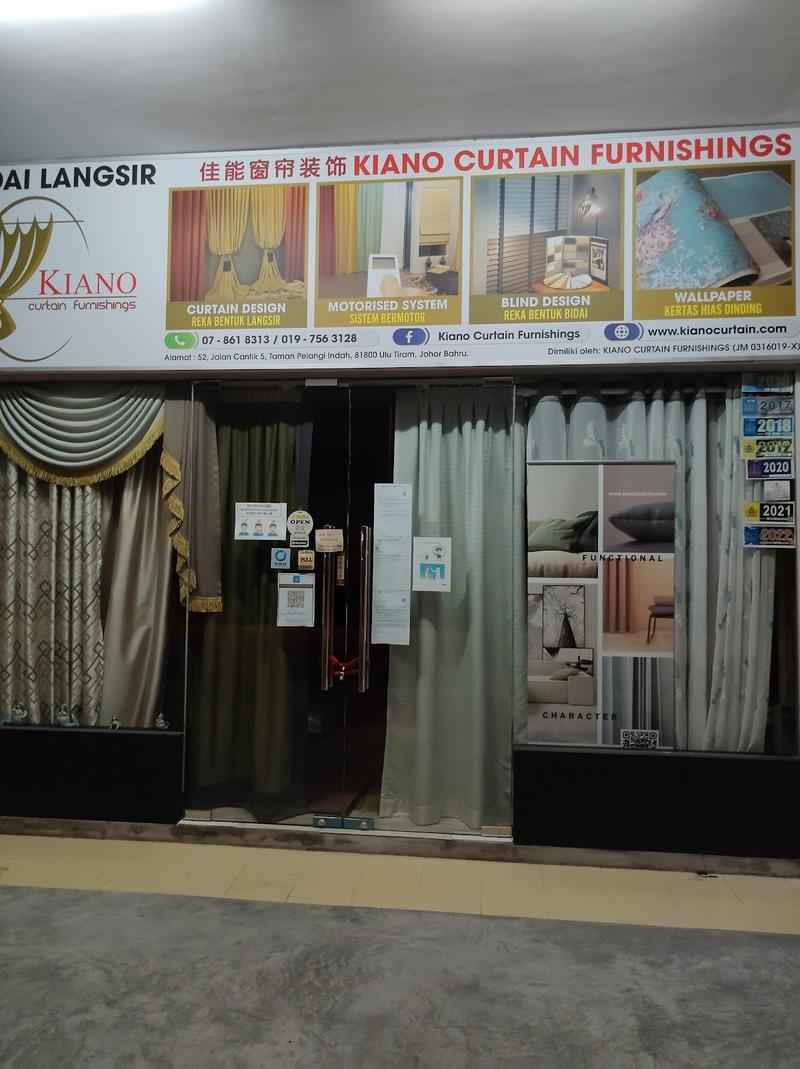 DAI LANGSIR
佳能窗帘装饰 KIANO CURTAIN FURNISHINGS
KIANO
curtain furnishings
CURTAIN DESIGN
REKA BENTUK LANGSIR
MOTORISED SYSTEM
SISTEM BERMOTOR
BLIND DESIGN
REKA BENTUK BIDAI
WALLPAPER
KERTAS HIAS DINDING
07 - 861 8313 / 019 - 756 3128
Kiano Curtain Furnishings
www.kianocurtain.com
Alamat : 52, Jalan Cantik 5, Taman Pelangi Indah, 81800 Ulu Tiram, Johor Bahru.
Dimiliki oleh: KIANO CURTAIN FURNISHINGS (JM 0316019-X)
2017
2018
2019
2020
2021
2022
OPEN
PULL
FUNCTIONAL
CHARACTER